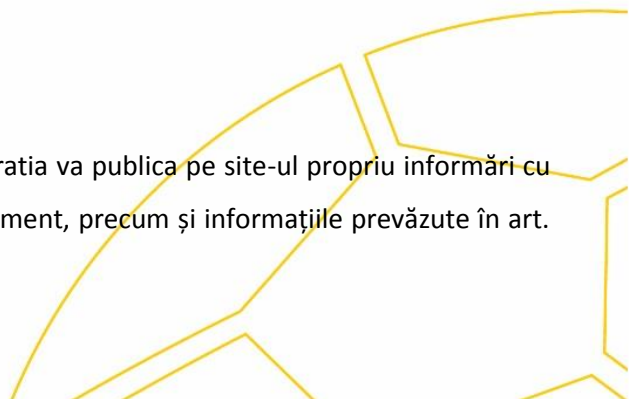 ratia va publica pe site-ul propriu informări cu
ment, precum și informațiile prevăzute în art.